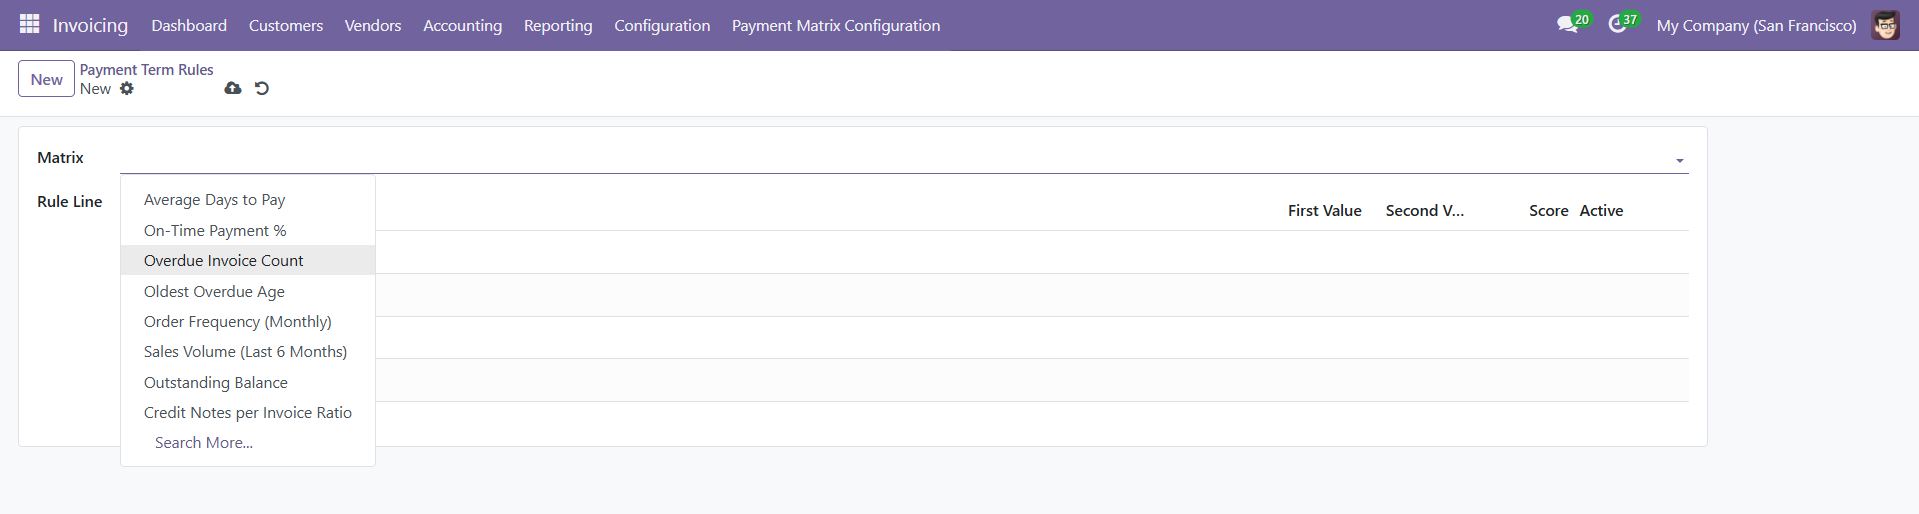 Invoicing Dashboard Customers Vendors Accounting Reporting Configuration Payment Matrix Configuration 20 37 My Company (San Francisco)
New Payment Term Rules
New
Matrix
Rule Line First Value Second V... Score Active
Average Days to Pay
On-Time Payment %
Overdue Invoice Count
Oldest Overdue Age
Order Frequency (Monthly)
Sales Volume (Last 6 Months)
Outstanding Balance
Credit Notes per Invoice Ratio
Search More...